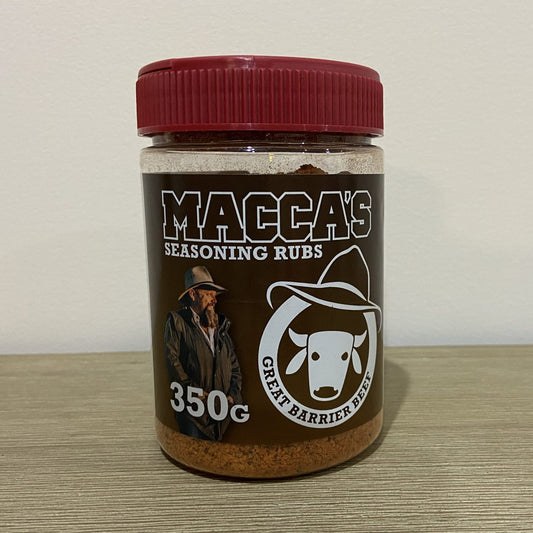 MACCA'S
SEASONING RUBS
350G
GREAT BARRIER BEEF